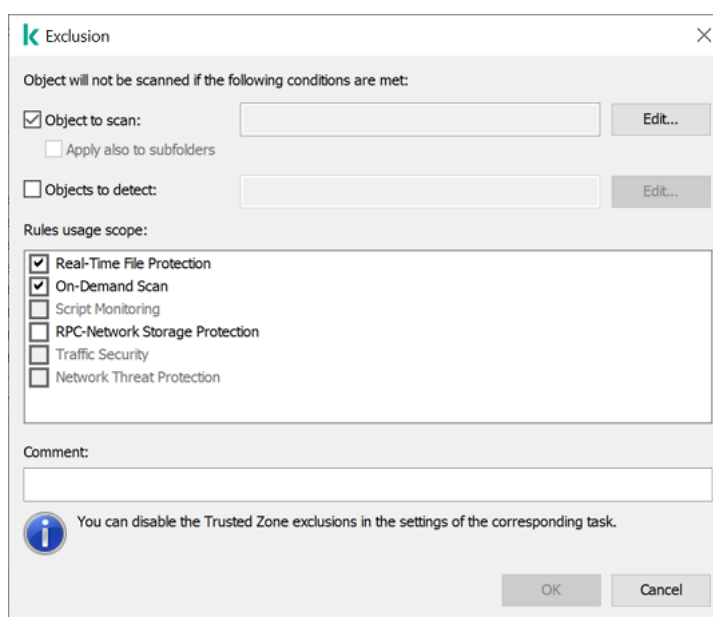 Exclusion
Object will not be scanned if the following conditions are met:
Object to scan:
Edit...
Apply also to subfolders
Objects to detect:
Edit...
Rules usage scope:
Real-Time File Protection
On-Demand Scan
Script Monitoring
RPC-Network Storage Protection
Traffic Security
Network Threat Protection
Comment:
You can disable the Trusted Zone exclusions in the settings of the corresponding task.
OK
Cancel